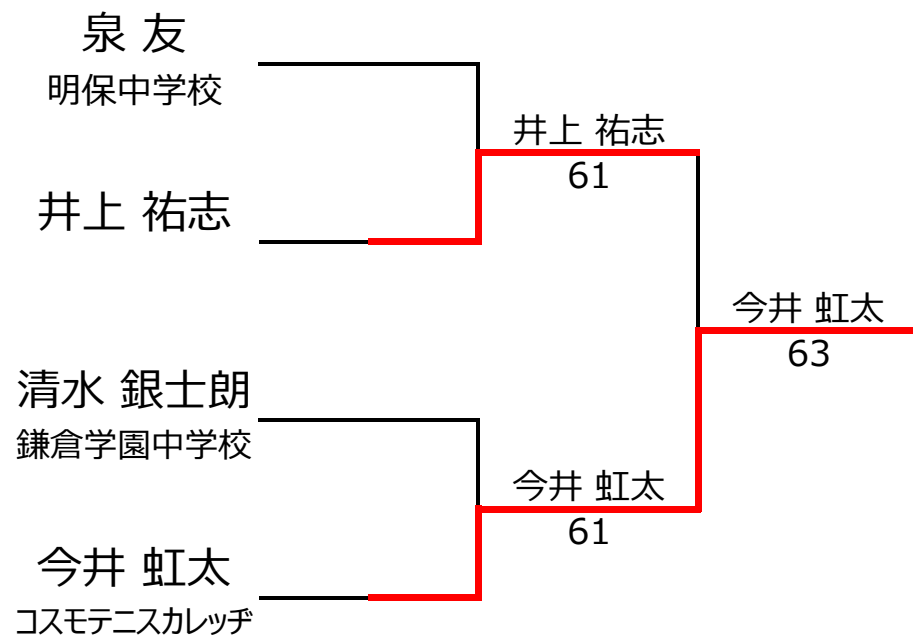 泉 友
明保中学校
井上 祐志
61
井上 祐志
今井 虹太
63
清水 銀士朗
鎌倉学園中学校
今井 虹太
61
今井 虹太
コスモテニスカレッヂ